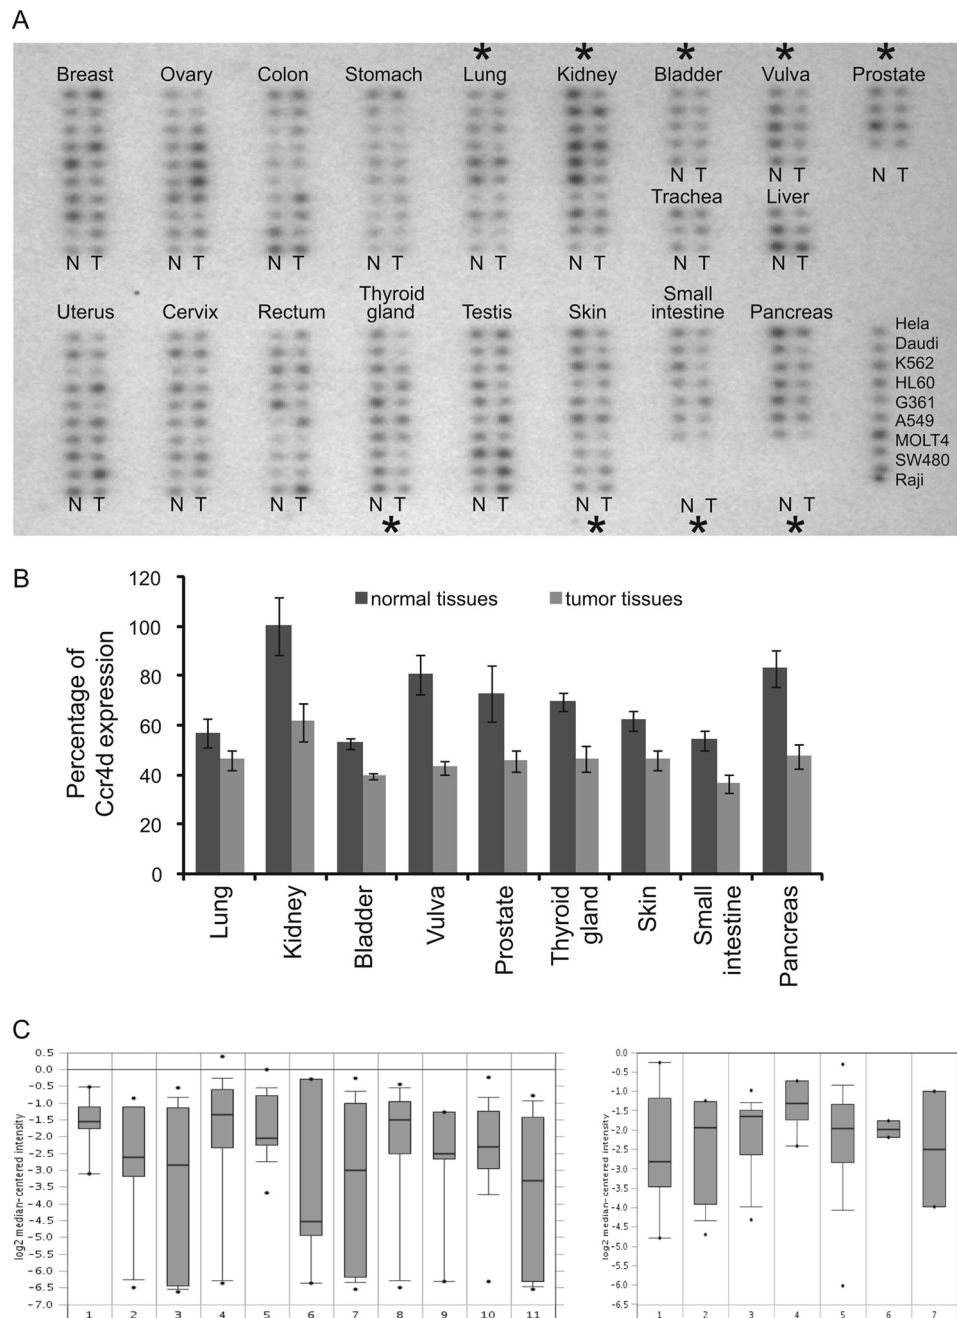 A
* * * * *
Breast Ovary Colon Stomach Lung Kidney Bladder Vulva Prostate
N T N T N T
Trachea Liver
N T N T N T N T N T N T N T N T
Uterus Cervix Rectum Thyroid gland Testis Skin Small intestine Pancreas
Hela
Daudi
K562
HL60
G361
A549
MOLT4
SW480
Raji
N T N T N T N T N T N T N T N T
* * * *
B
120
100
80
60
40
20
0
Percentage of
Ccr4d expression
normal tissues tumor tissues
Lung
Kidney
Bladder
Vulva
Prostate
Thyroid
gland
Skin
Small
intestine
Pancreas
C
log2 median-centered intensity
0.5
0.0
-0.5
-1.0
-1.5
-2.0
-2.5
-3.0
-3.5
-4.0
-4.5
-5.0
-5.5
-6.0
-6.5
-7.0
1 2 3 4 5 6 7 8 9 10 11
log2 median-centered intensity
0.0
-0.5
-1.0
-1.5
-2.0
-2.5
-3.0
-3.5
-4.0
-4.5
-5.0
-5.5
-6.0
-6.5
1 2 3 4 5 6 7